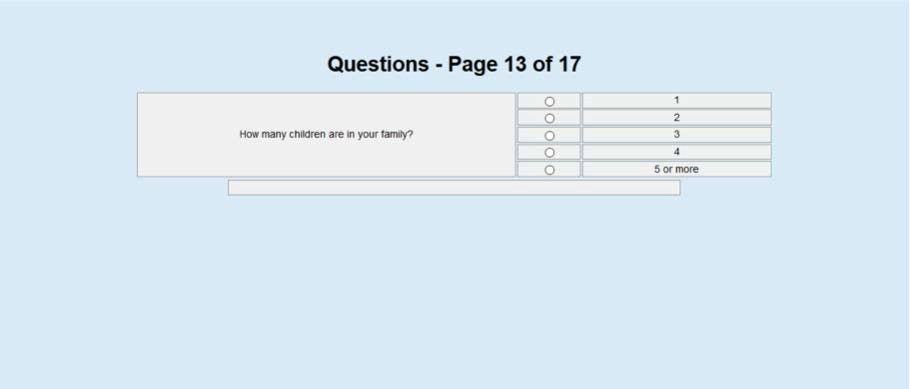 Questions - Page 13 of 17
How many children are in your family?
1
2
3
4
5 or more